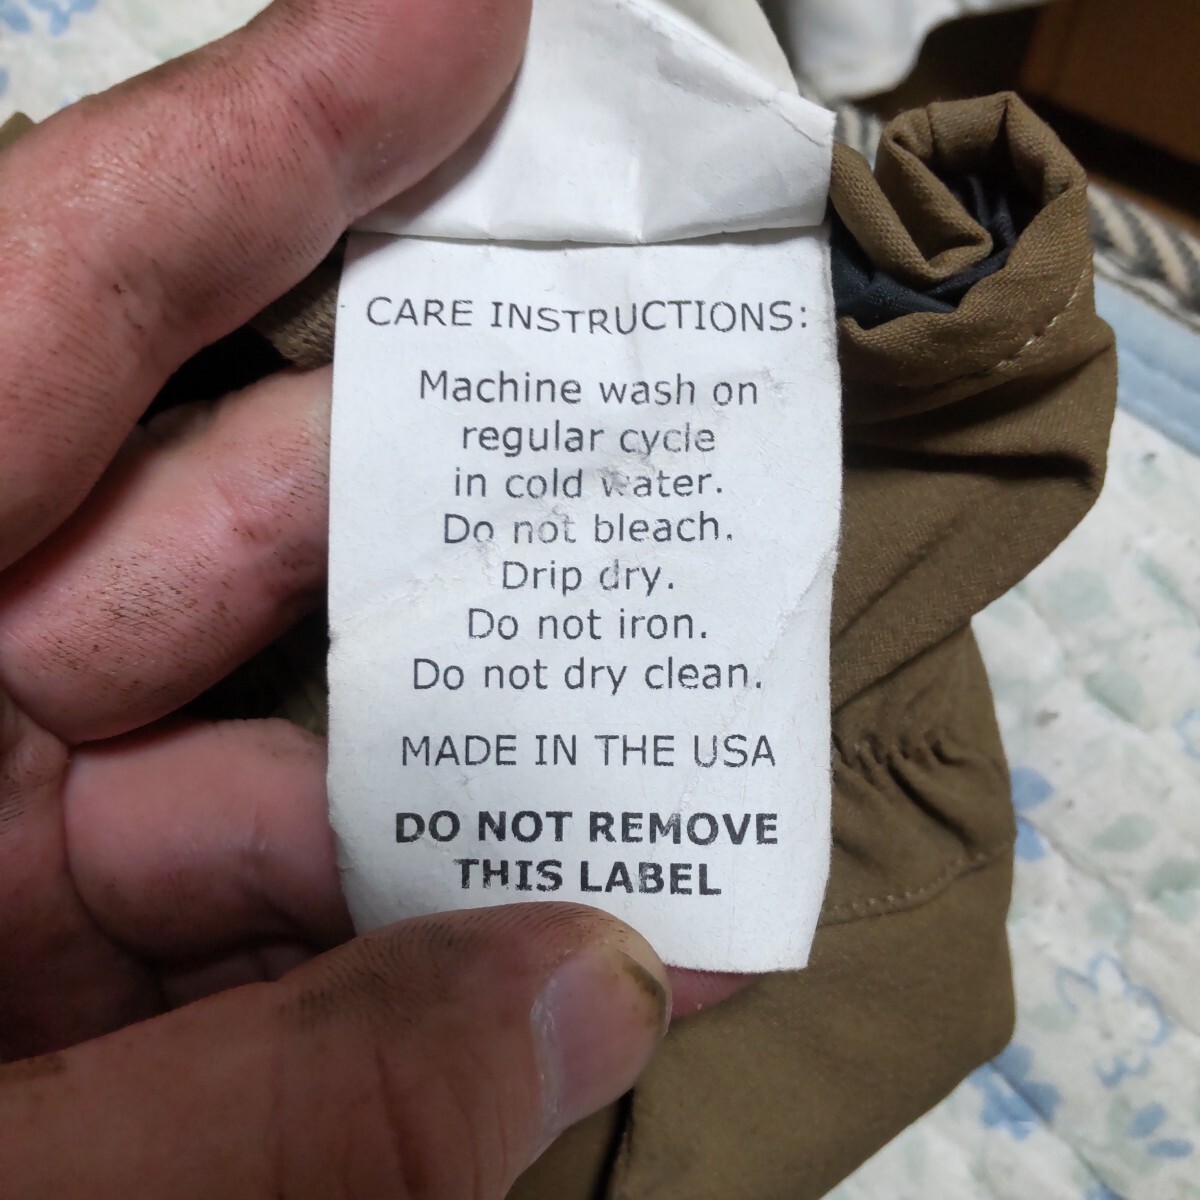 CARE INSTRUCTIONS:
Machine wash on
regular cycle
in cold water.
Do not bleach.
Drip dry.
Do not iron.
Do not dry clean.
MADE IN THE USA
DO NOT REMOVE
THIS LABEL